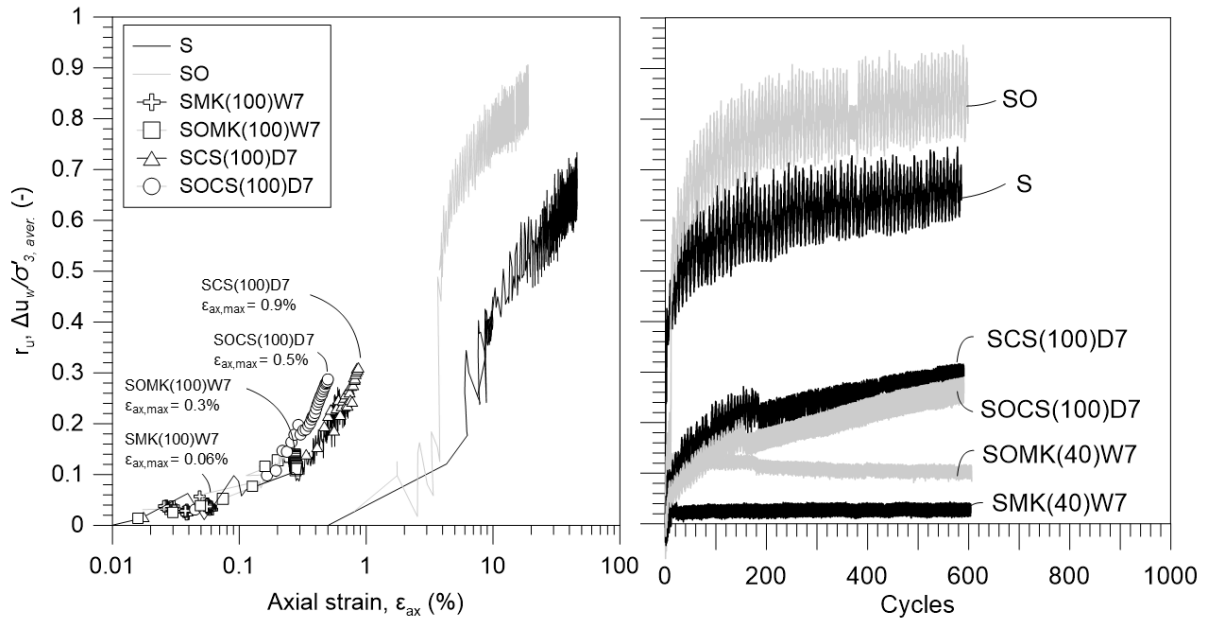 1
0.9
0.8
0.7
0.6
0.5
0.4
0.3
0.2
0.1
0
r_u, Δu_w/σ'_3, aver. (-)
S
SO
SMK(100)W7
SOMK(100)W7
SCS(100)D7
SOCS(100)D7
SCS(100)D7
ε_ax,max = 0.9%
SOCS(100)D7
ε_ax,max = 0.5%
SOMK(100)W7
ε_ax,max = 0.3%
SMK(100)W7
ε_ax,max = 0.06%
0.01 0.1 1 10 100
Axial strain, ε_ax (%)
SO
S
SCS(100)D7
SOCS(100)D7
SOMK(40)W7
SMK(40)W7
0 200 400 600 800 1000
Cycles